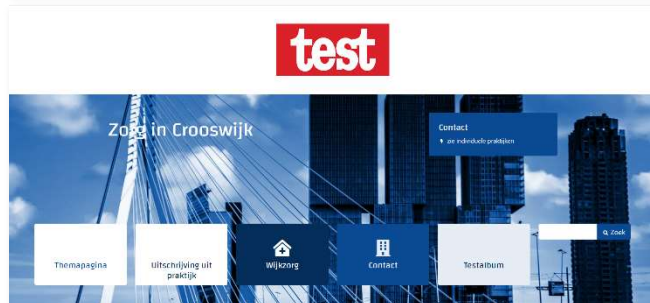 test
Zorg in Crooswijk
Contact
zie individuele praktijken
Zoek
Themapagina
Uitschrijving uit
praktijk
Wijkzorg
Contact
Testalbum